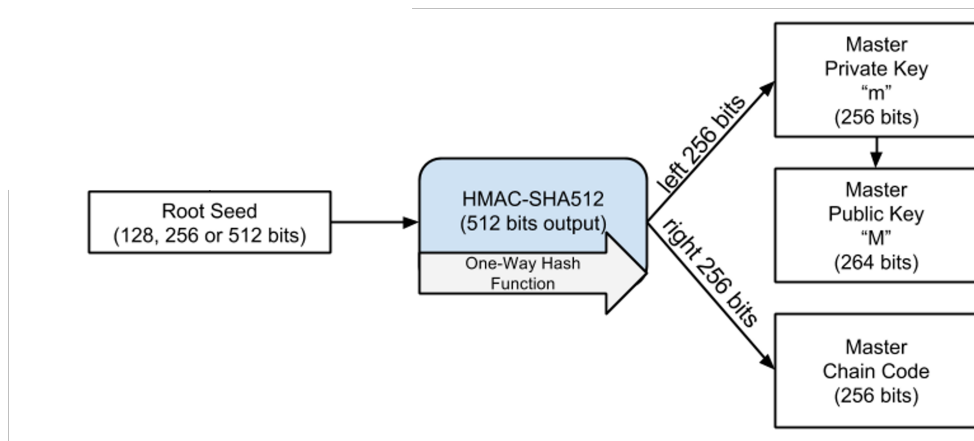 Root Seed
(128, 256 or 512 bits)
HMAC-SHA512
(512 bits output)
One-Way Hash
Function
left 256 bits
right 256 bits
Master
Private Key
“m”
(256 bits)
Master
Public Key
“M”
(264 bits)
Master
Chain Code
(256 bits)